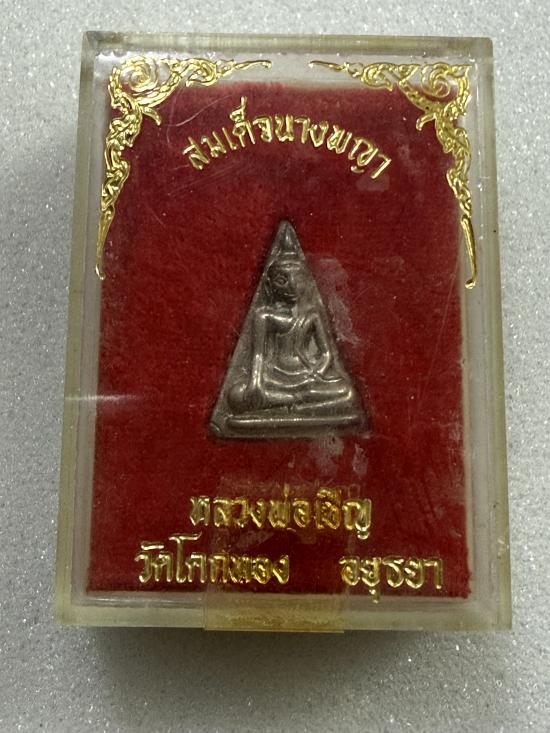 สมเด็จนางพญา
หลวงพ่อเชิญ
วัดโคกทอง อยุธยา